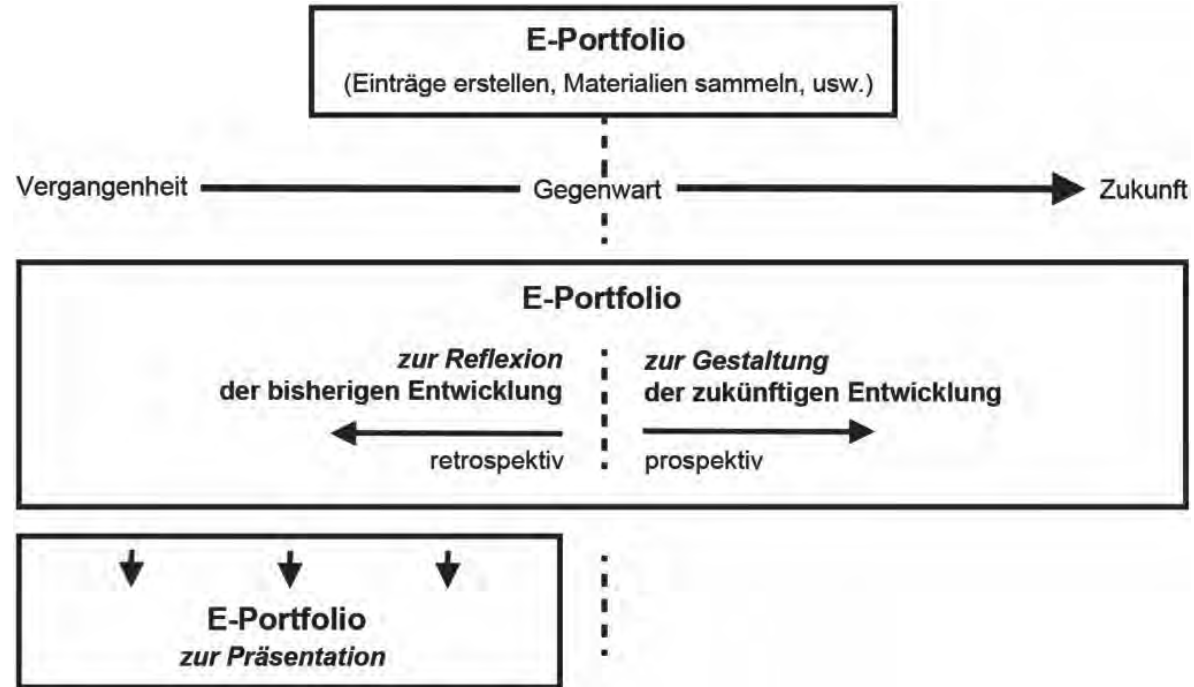 E-Portfolio
(Einträge erstellen, Materialien sammeln, usw.)
Vergangenheit Gegenwart Zukunft
E-Portfolio
zur Reflexion zur Gestaltung
der bisherigen Entwicklung der zukünftigen Entwicklung
retrospektiv prospektiv
E-Portfolio
zur Präsentation